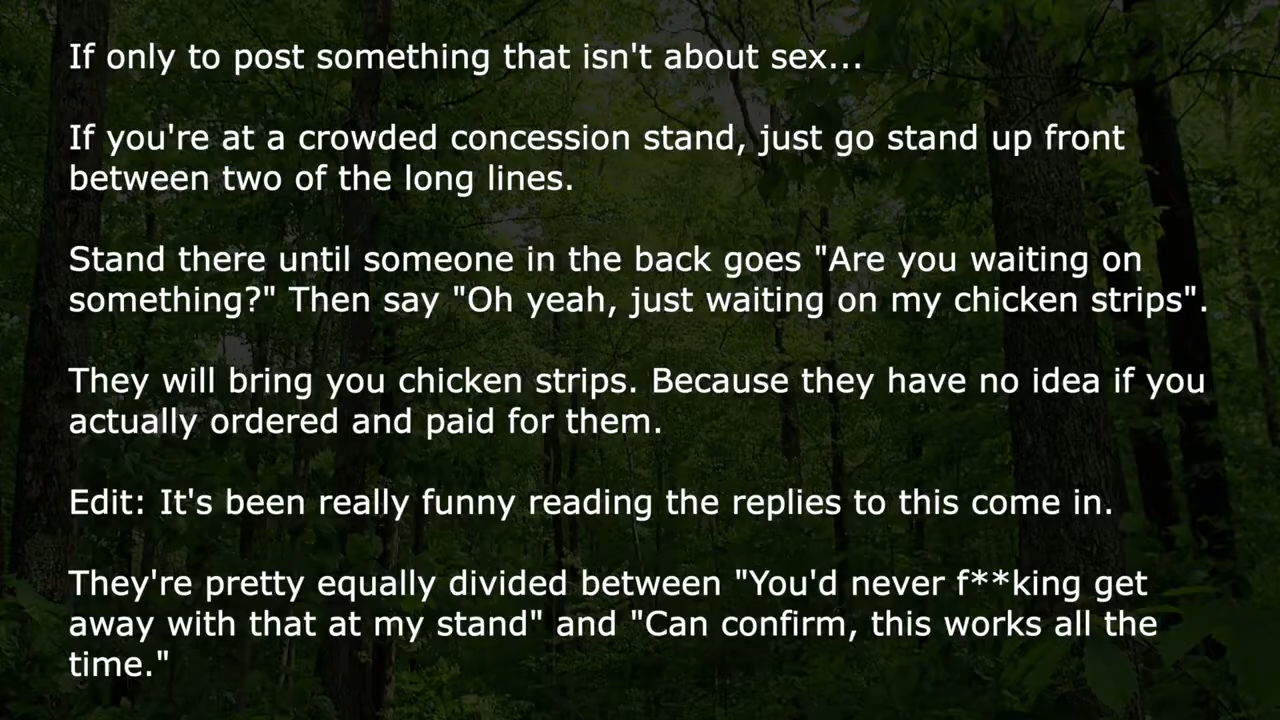 If only to post something that isn't about sex...
If you're at a crowded concession stand, just go stand up front
between two of the long lines.
Stand there until someone in the back goes "Are you waiting on
something?" Then say "Oh yeah, just waiting on my chicken strips".
They will bring you chicken strips. Because they have no idea if you
actually ordered and paid for them.
Edit: It's been really funny reading the replies to this come in.
They're pretty equally divided between "You'd never f**king get
away with that at my stand" and "Can confirm, this works all the
time."